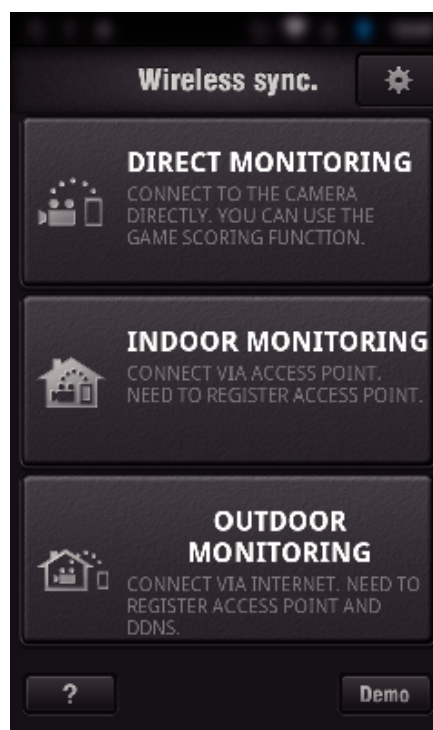 Wireless sync.
DIRECT MONITORING
CONNECT TO THE CAMERA
DIRECTLY. YOU CAN USE THE
GAME SCORING FUNCTION.
INDOOR MONITORING
CONNECT VIA ACCESS POINT.
NEED TO REGISTER ACCESS POINT.
OUTDOOR
MONITORING
CONNECT VIA INTERNET. NEED TO
REGISTER ACCESS POINT AND
DDNS.
?
Demo